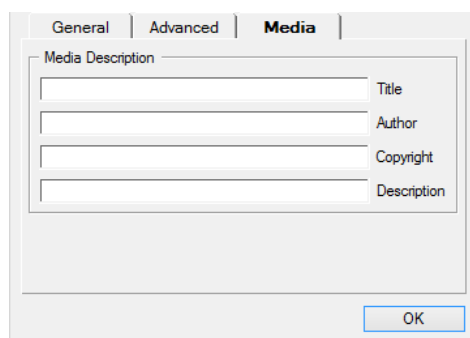 General Advanced Media
Media Description
Title
Author
Copyright
Description
OK